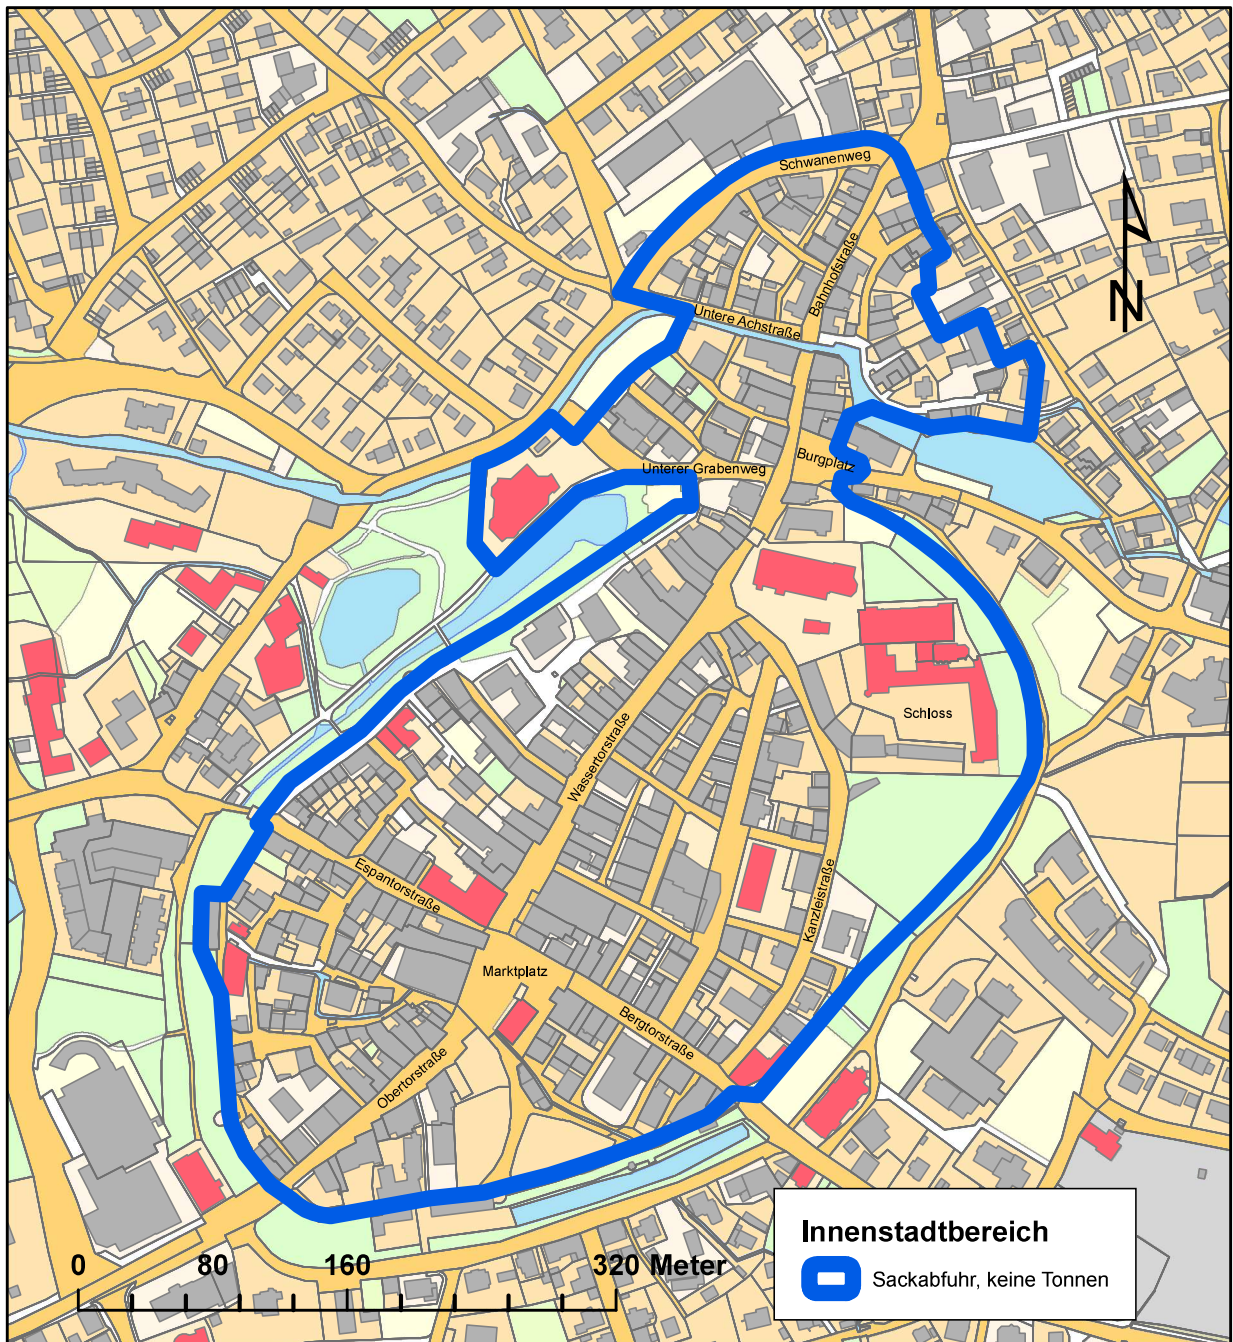 Schwanenweg
Bahnhofstraße
Untere Achstraße
N
Burgplatz
Unterer Grabenweg
Schloss
Wassertorstraße
Espantorstraße
Kanzleistraße
Marktplatz
Bergtorstraße
Obertorstraße
Innenstadtbereich
Sackabfuhr, keine Tonnen
0 80 160 320 Meter